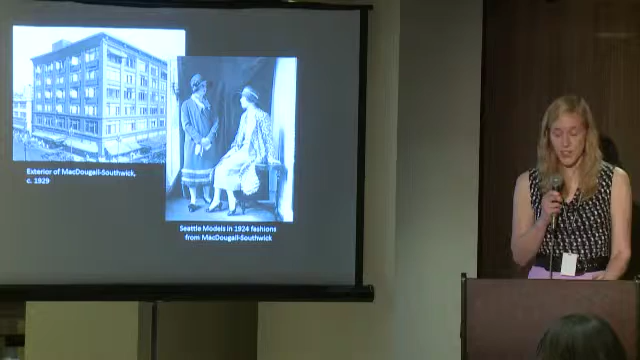 Exterior of MacDougall-Southwick,
c. 1929
Seattle Models in 1924 fashions
from MacDougall-Southwick